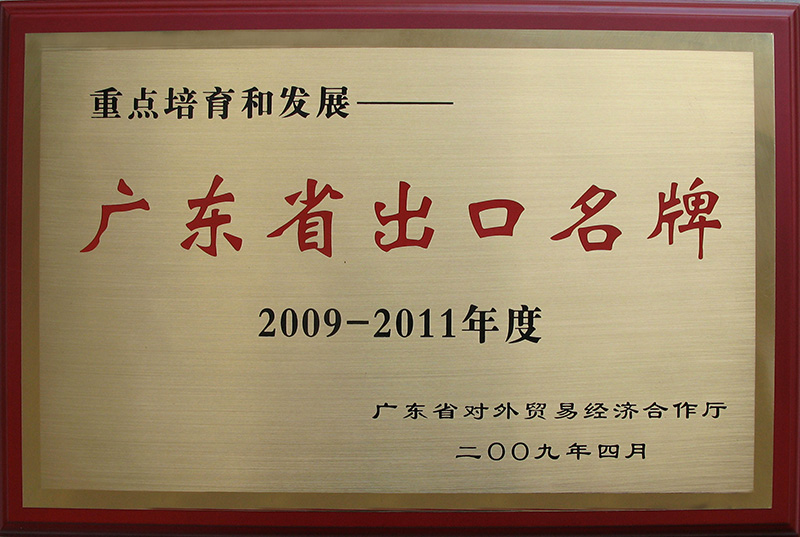 重点培育和发展——
广东省出口名牌
2009-2011年度
广东省对外贸易经济合作厅
二〇〇九年四月